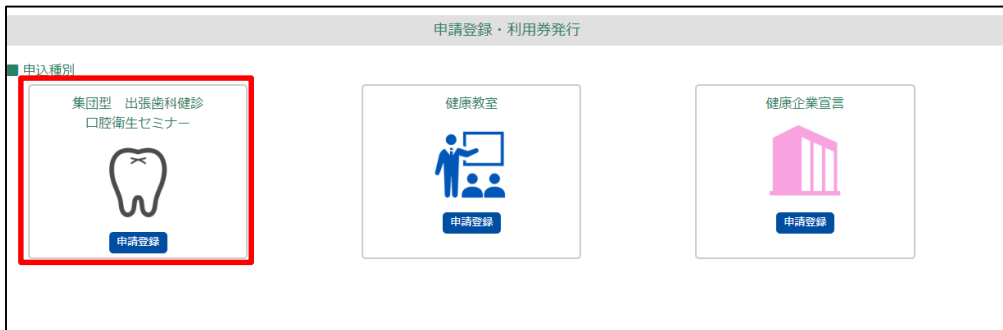 申請登録・利用券発行
申込種別
集団型　出張歯科健診
口腔衛生セミナー
申請登録
健康教室
申請登録
健康企業宣言
申請登録